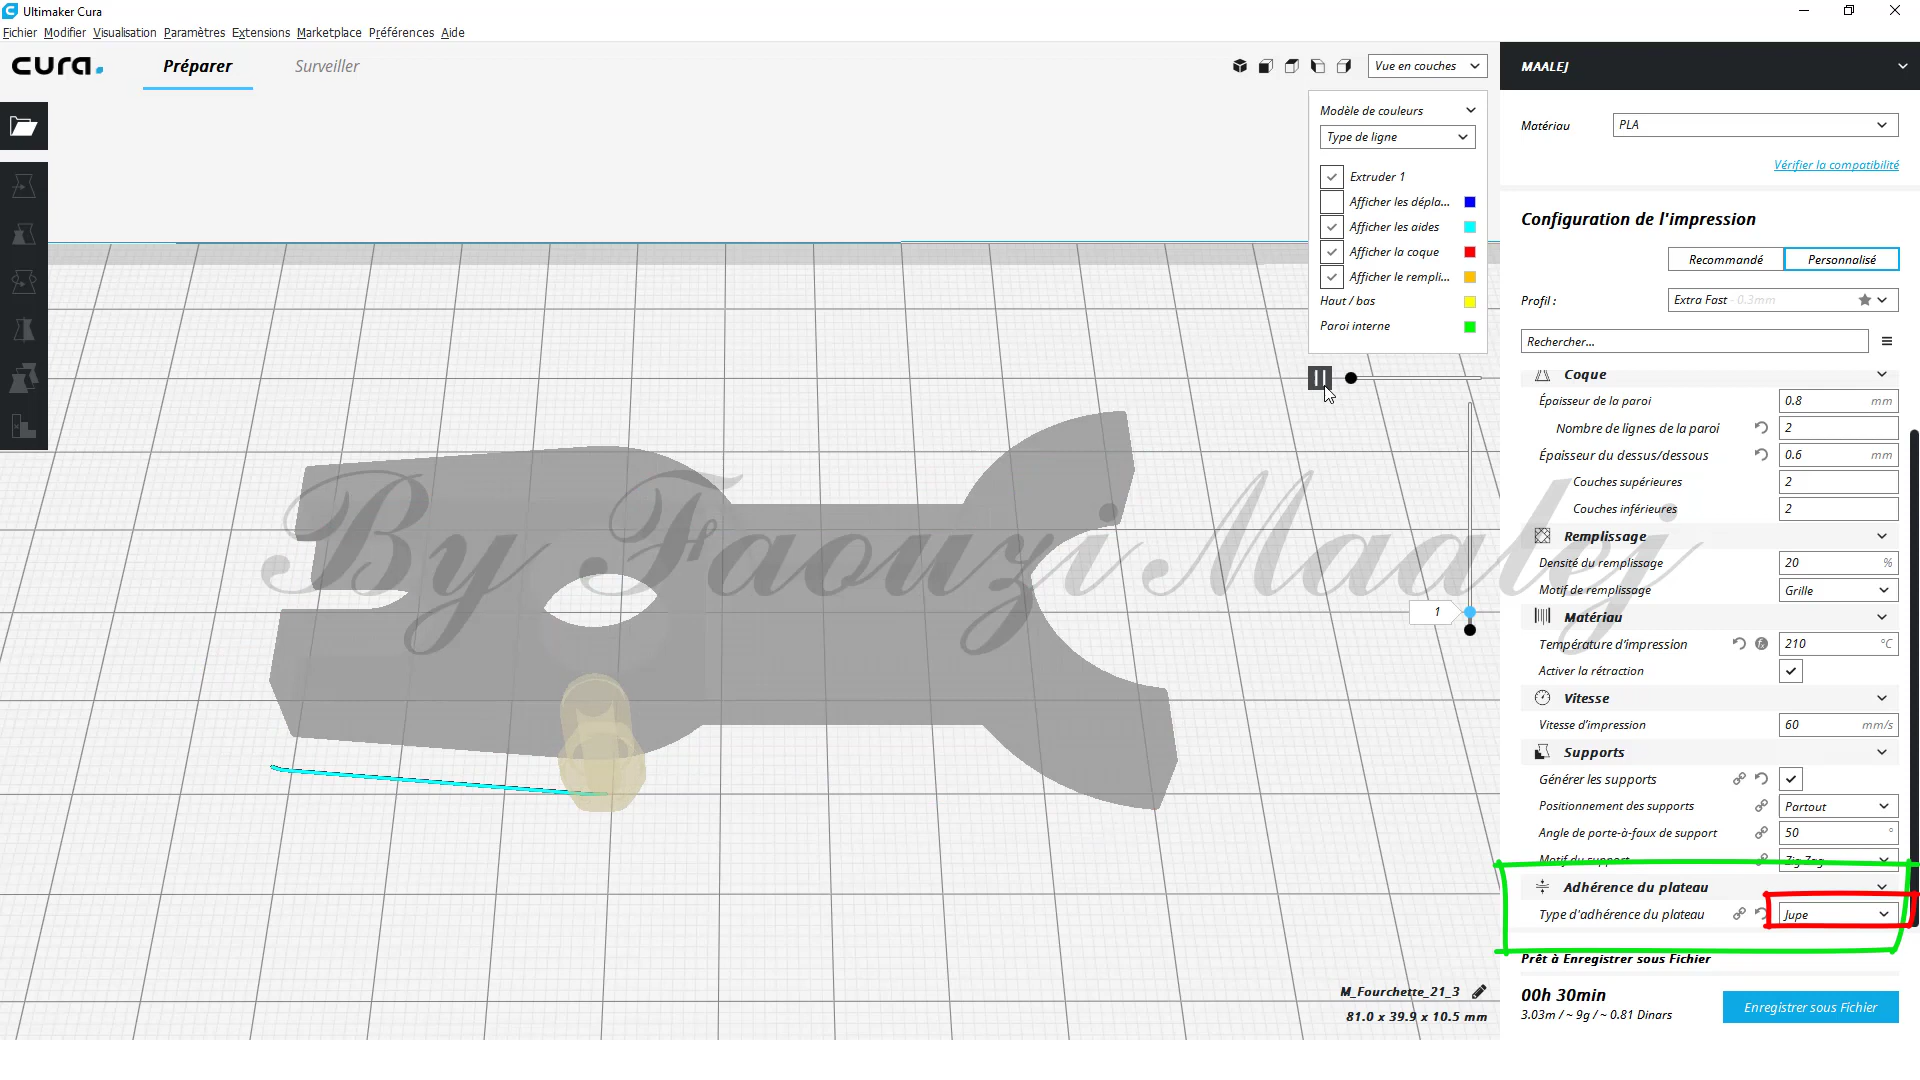 Ultimaker Cura
Fichier Modifier Visualisation Paramètres Extensions Marketplace Préférences Aide
cura. Préparer Surveiller
Vue en couches
MAALEJ
Modèle de couleurs
Type de ligne
Extruder 1
Afficher les dépla...
Afficher les aides
Afficher la coque
Afficher le rempli...
Haut / bas
Paroi interne
1
By Faouzi Maalej
M_Fourchette_21_3
81.0 x 39.9 x 10.5 mm
Matériau PLA
Vérifier la compatibilité
Configuration de l'impression
Recommandé Personnalisé
Profil : Extra Fast - 0.3mm
Rechercher...
Coque
Épaisseur de la paroi 0.8 mm
Nombre de lignes de la paroi 2
Épaisseur du dessus/dessous 0.6 mm
Couches supérieures 2
Couches inférieures 2
Remplissage
Densité du remplissage 20 %
Motif de remplissage Grille
Matériau
Température d'impression 210 °C
Activer la rétraction
Vitesse
Vitesse d'impression 60 mm/s
Supports
Générer les supports
Positionnement des supports Partout
Angle de porte-à-faux de support 50 °
Motif du support Zig Zag
Adhérence du plateau
Type d'adhérence du plateau Jupe
Prêt à Enregistrer sous Fichier
00h 30min
3.03m / ~ 9g / ~ 0.81 Dinars
Enregistrer sous Fichier